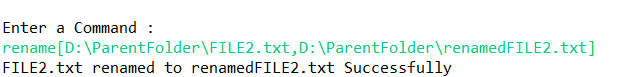 Enter a Command :
rename[D:\ParentFolder\FILE2.txt,D:\ParentFolder\renamedFILE2.txt]
FILE2.txt renamed to renamedFILE2.txt Successfully